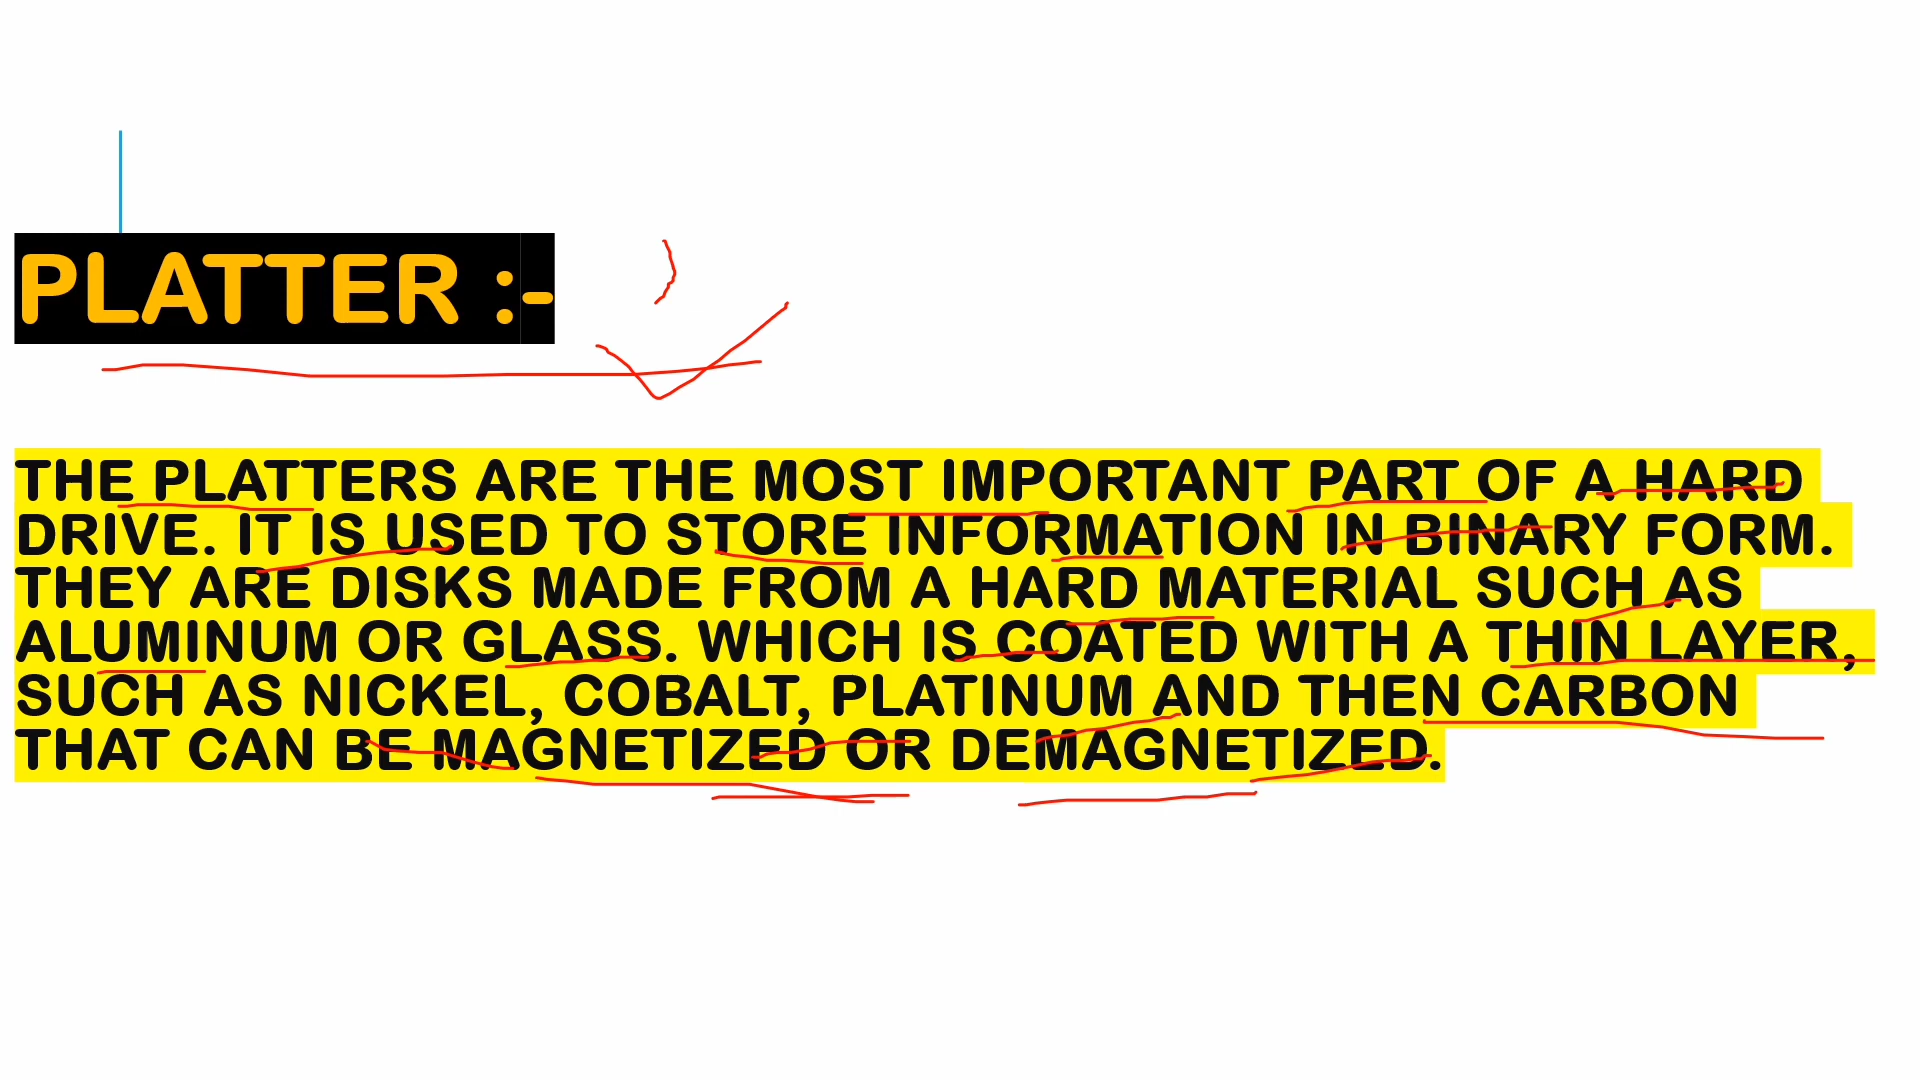 PLATTER :-
THE PLATTERS ARE THE MOST IMPORTANT PART OF A HARD
DRIVE. IT IS USED TO STORE INFORMATION IN BINARY FORM.
THEY ARE DISKS MADE FROM A HARD MATERIAL SUCH AS
ALUMINUM OR GLASS. WHICH IS COATED WITH A THIN LAYER,
SUCH AS NICKEL, COBALT, PLATINUM AND THEN CARBON
THAT CAN BE MAGNETIZED OR DEMAGNETIZED.